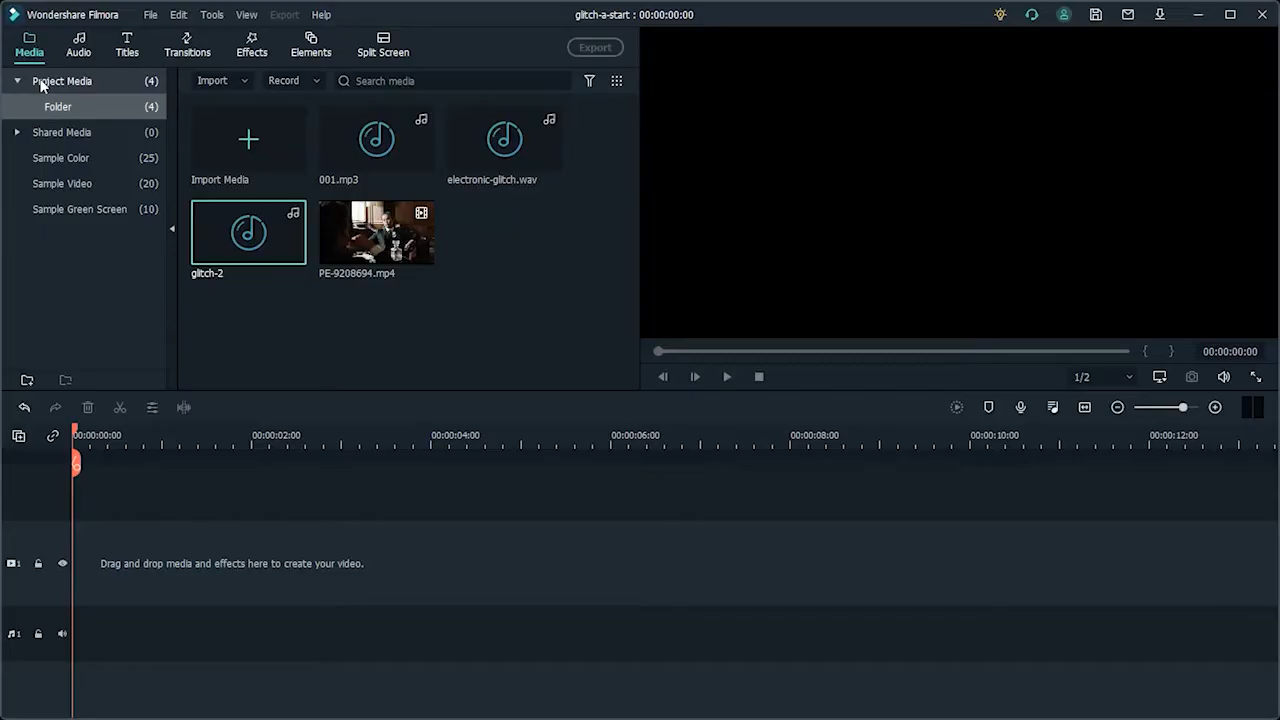 Wondershare Filmora File Edit Tools View Export Help glitch-a-start : 00:00:00:00
Media Audio Titles Transitions Effects Elements Split Screen Export
Project Media (4)
Folder (4)
Shared Media (0)
Sample Color (25)
Sample Video (20)
Sample Green Screen (10)
Import Record Search media
Import Media 001.mp3 electronic-glitch.wav
glitch-2 PE-9208694.mp4
00:00:00:00
1/2
00:00:00:00 00:00:02:00 00:00:04:00 00:00:06:00 00:00:08:00 00:00:10:00 00:00:12:00
1 Drag and drop media and effects here to create your video.
1